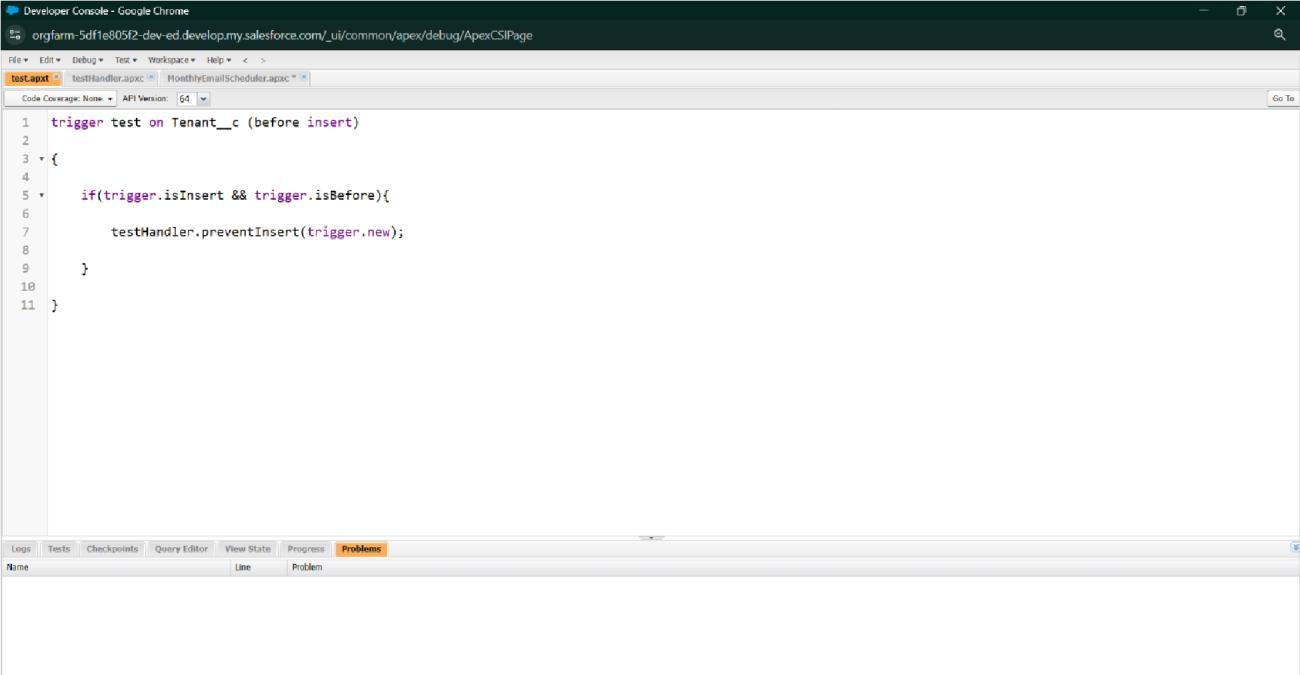 Developer Console - Google Chrome
orgfarm-5df1e805f2-dev-ed.develop.my.salesforce.com/_ui/common/apex/debug/ApexCSIPage
File Edit Debug Test Workspace Help < >
test.apxt testHandler.apxc MonthlyEmailScheduler.apxc *
Code Coverage: None API Version: 64 Go To
1 trigger test on Tenant__c (before insert)
2
3 {
4
5 if(trigger.isInsert && trigger.isBefore){
6
7 testHandler.preventInsert(trigger.new);
8
9 }
10
11 }
Logs Tests Checkpoints Query Editor View State Progress Problems
Name Line Problem